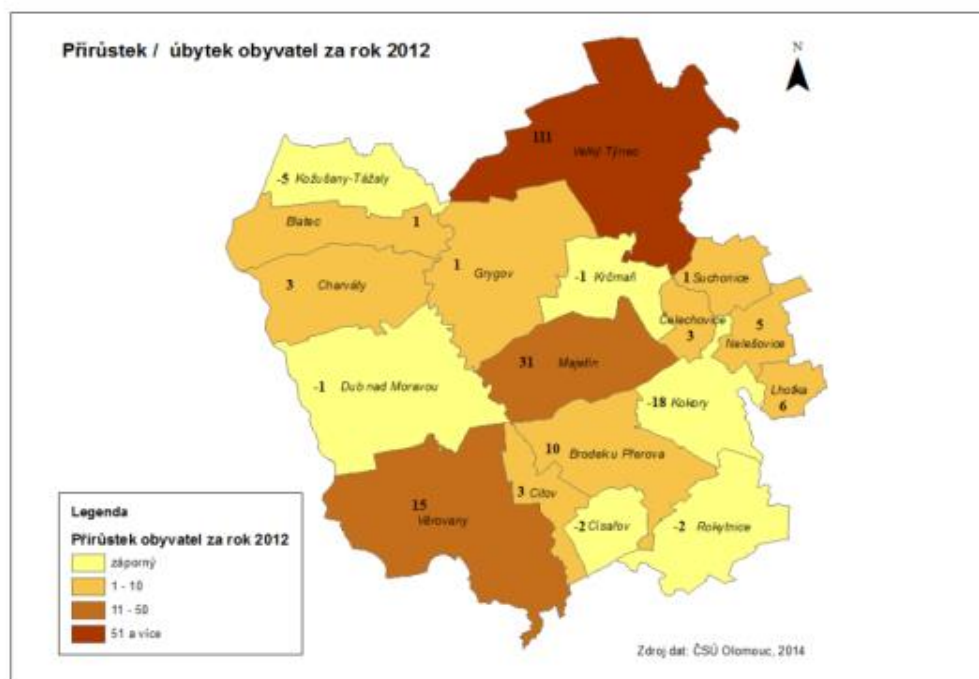 Přírůstek / úbytek obyvatel za rok 2012
N
111
Velký Týnec
-5 Kožušany-Tážaly
Blatec 1
1
Grygov
-1 Krčmaň
1 Suchonice
3 Charváty
Čelechovice
3
5
Nelešovice
31 Majetín
Lhotka
6
-1 Dub nad Moravou
-18 Kokory
10 Brodek u Přerova
3 Citov
15
Věrovany
-2 Císařov
-2 Rokytnice
Legenda
Přírůstek obyvatel za rok 2012
záporný
1 - 10
11 - 50
51 a více
Zdroj dat: ČSÚ Olomouc, 2014